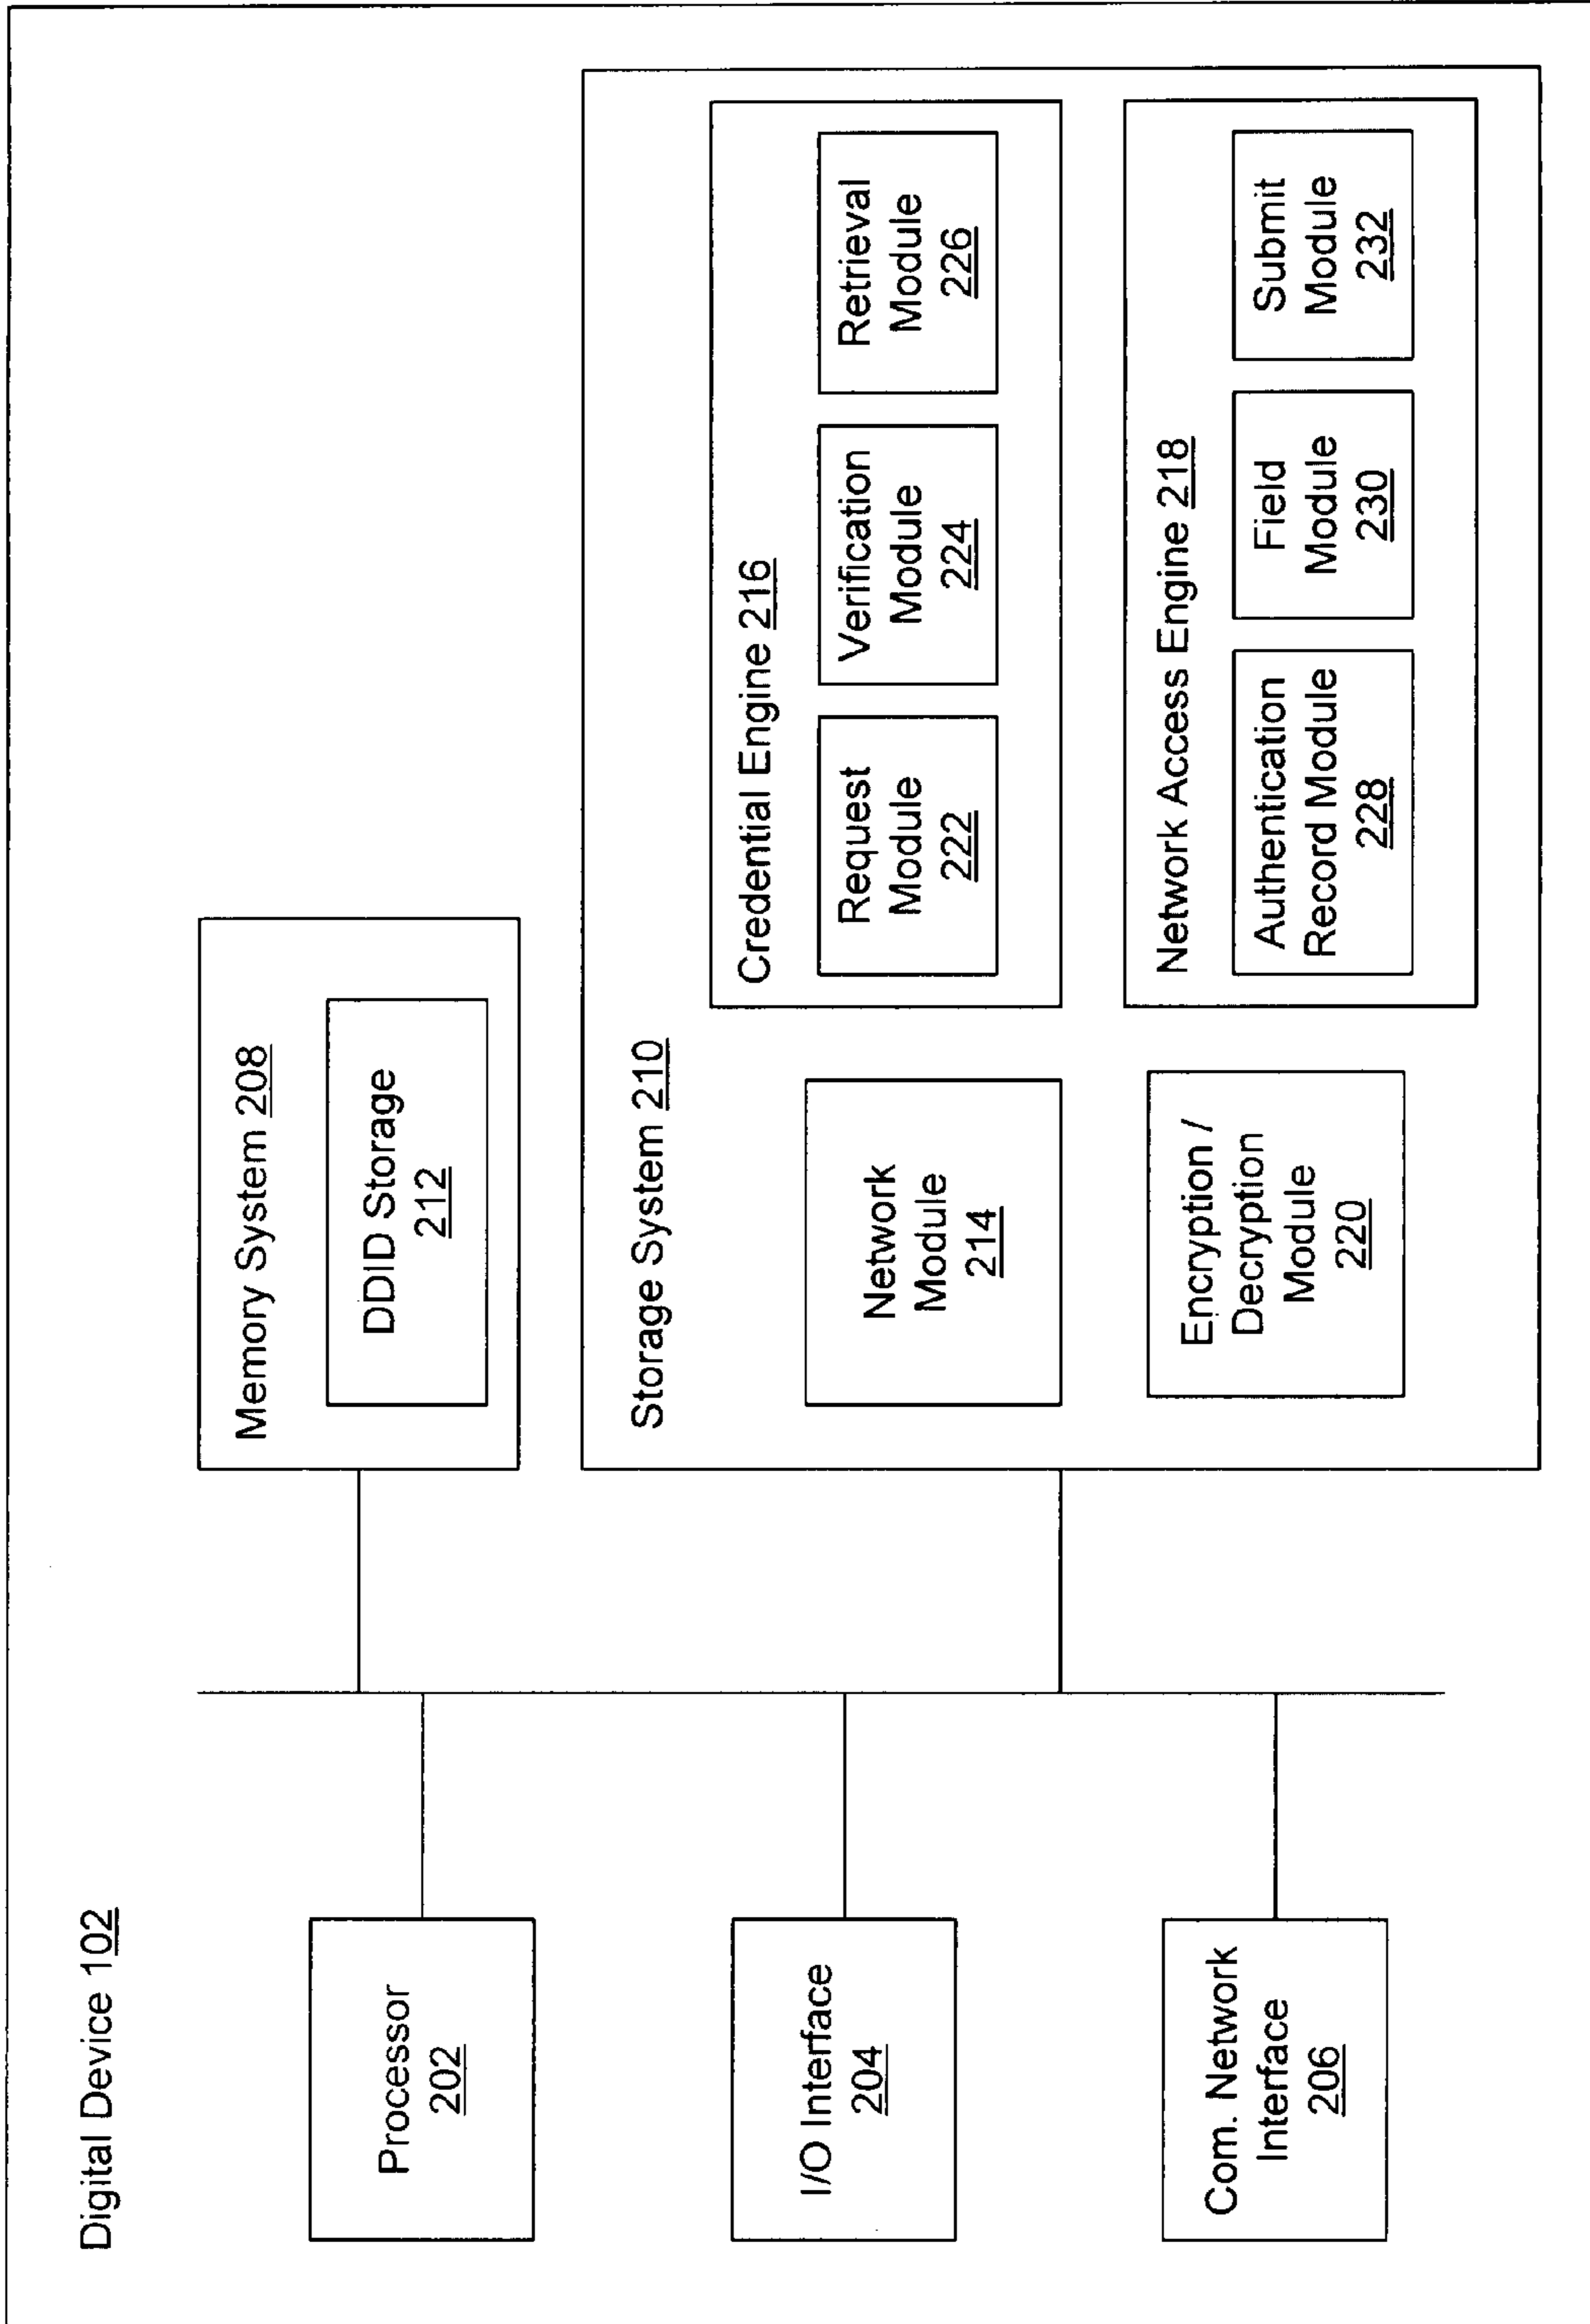 Digital Device 102
Processor
202
I/O Interface
204
Com. Network
Interface
206
Memory System 208
DDID Storage
212
Storage System 210
Network
Module
214
Encryption /
Decryption
Module
220
Credential Engine 216
Request
Module
222
Verification
Module
224
Retrieval
Module
226
Network Access Engine 218
Authentication
Record Module
228
Field
Module
230
Submit
Module
232